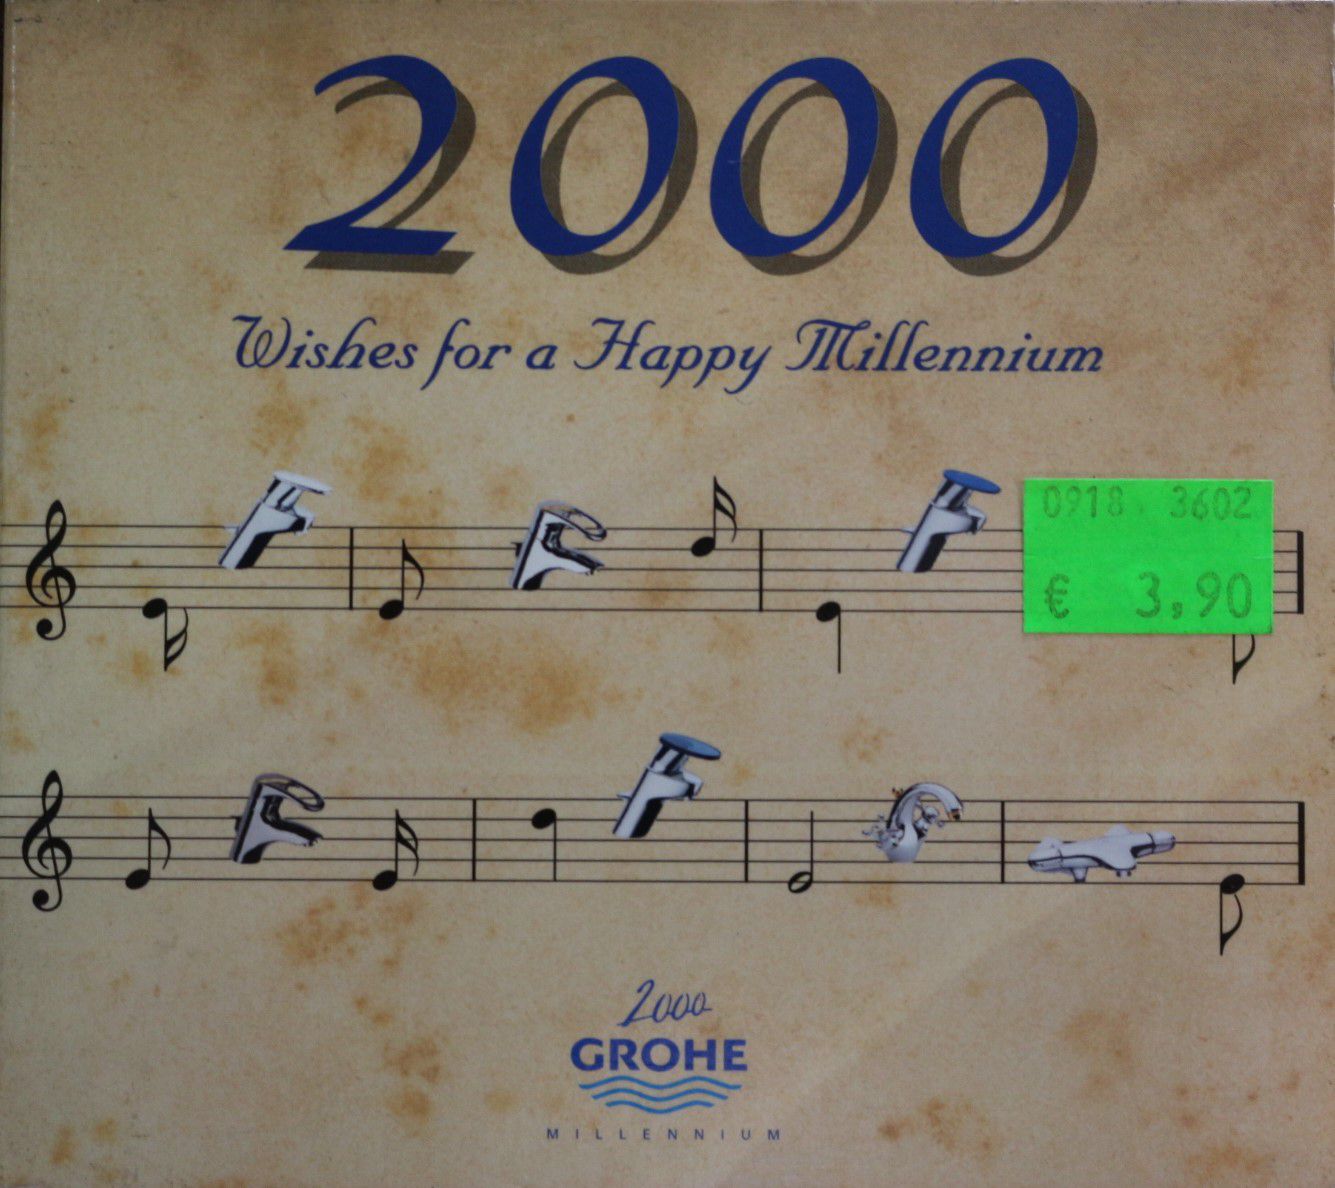 2000
Wishes for a Happy Millennium
0918 3602
€ 3,90
2000
GROHE
MILLENNIUM